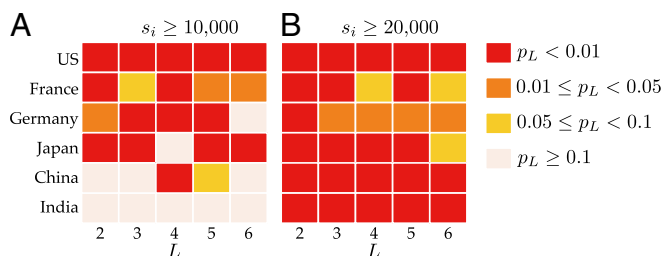 A s_i ≥ 10,000 B s_i ≥ 20,000
US
France
Germany
Japan
China
India
2 3 4 5 6 2 3 4 5 6
L L
p_L < 0.01
0.01 ≤ p_L < 0.05
0.05 ≤ p_L < 0.1
p_L ≥ 0.1